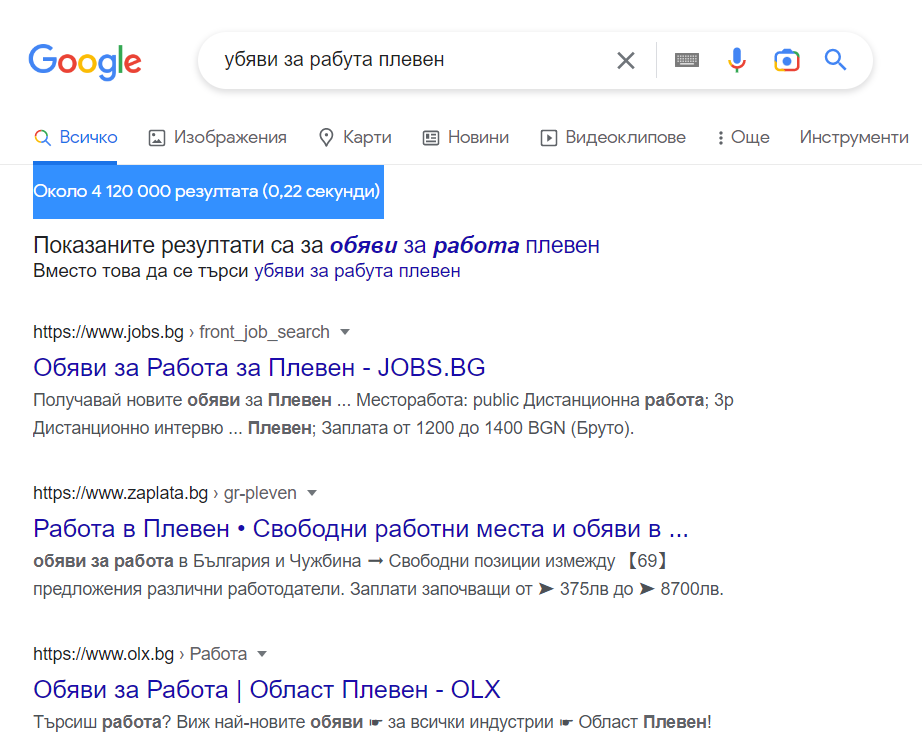 Google
убяви за рабута плевен
Всичко Изображения Карти Новини Видеоклипове Още Инструменти
Около 4 120 000 резултата (0,22 секунди)
Показаните резултати са за обяви за работа плевен
Вместо това да се търси убяви за рабута плевен
https://www.jobs.bg › front_job_search
Обяви за Работа за Плевен - JOBS.BG
Получавай новите обяви за Плевен ... Месторабота: public Дистанционна работа; 3p
Дистанционно интервю ... Плевен; Заплата от 1200 до 1400 BGN (Бруто).
https://www.zaplata.bg › gr-pleven
Работа в Плевен • Свободни работни места и обяви в ...
обяви за работа в България и Чужбина ➞ Свободни позиции измежду 【69】
предложения различни работодатели. Заплати започващи от ➤ 375лв до ➤ 8700лв.
https://www.olx.bg › Работа
Обяви за Работа | Област Плевен - OLX
Търсиш работа? Виж най-новите обяви ☛ за всички индустрии ☛ Област Плевен!